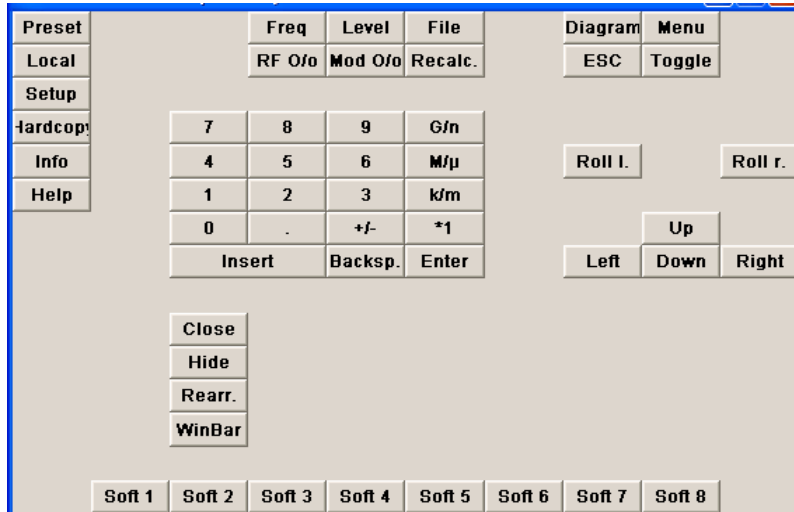 Preset Freq Level File Diagram Menu
Local RF O/o Mod O/o Recalc. ESC Toggle
Setup
Hardcopy 7 8 9 G/n
Info 4 5 6 M/µ Roll l. Roll r.
Help 1 2 3 k/m
0 . +/- *1 Up
Insert Backsp. Enter Left Down Right
Close
Hide
Rearr.
WinBar
Soft 1 Soft 2 Soft 3 Soft 4 Soft 5 Soft 6 Soft 7 Soft 8